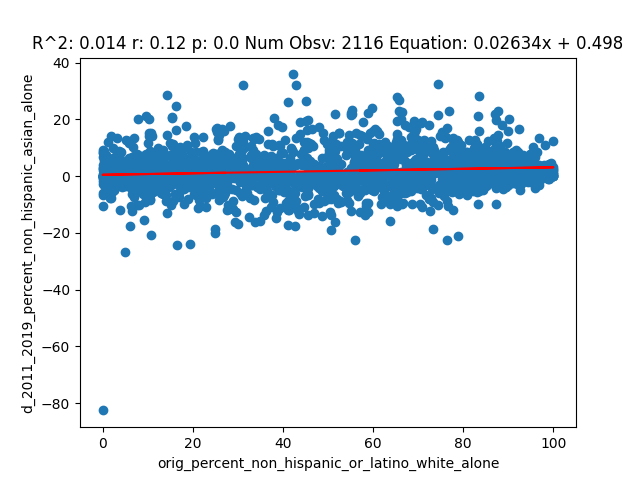 R^2: 0.014 r: 0.12 p: 0.0 Num Obsv: 2116 Equation: 0.02634x + 0.498
d_2011_2019_percent_non_hispanic_asian_alone
40
20
0
−20
−40
−60
−80
0 20 40 60 80 100
orig_percent_non_hispanic_or_latino_white_alone